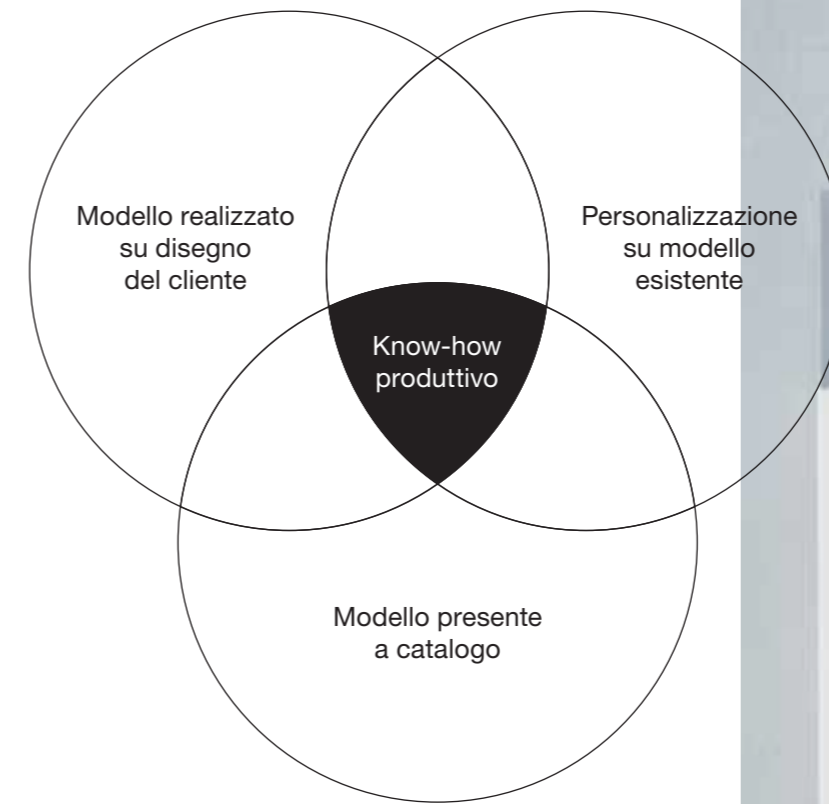 Modello realizzato
su disegno
del cliente
Personalizzazione
su modello
esistente
Know-how
produttivo
Modello presente
a catalogo